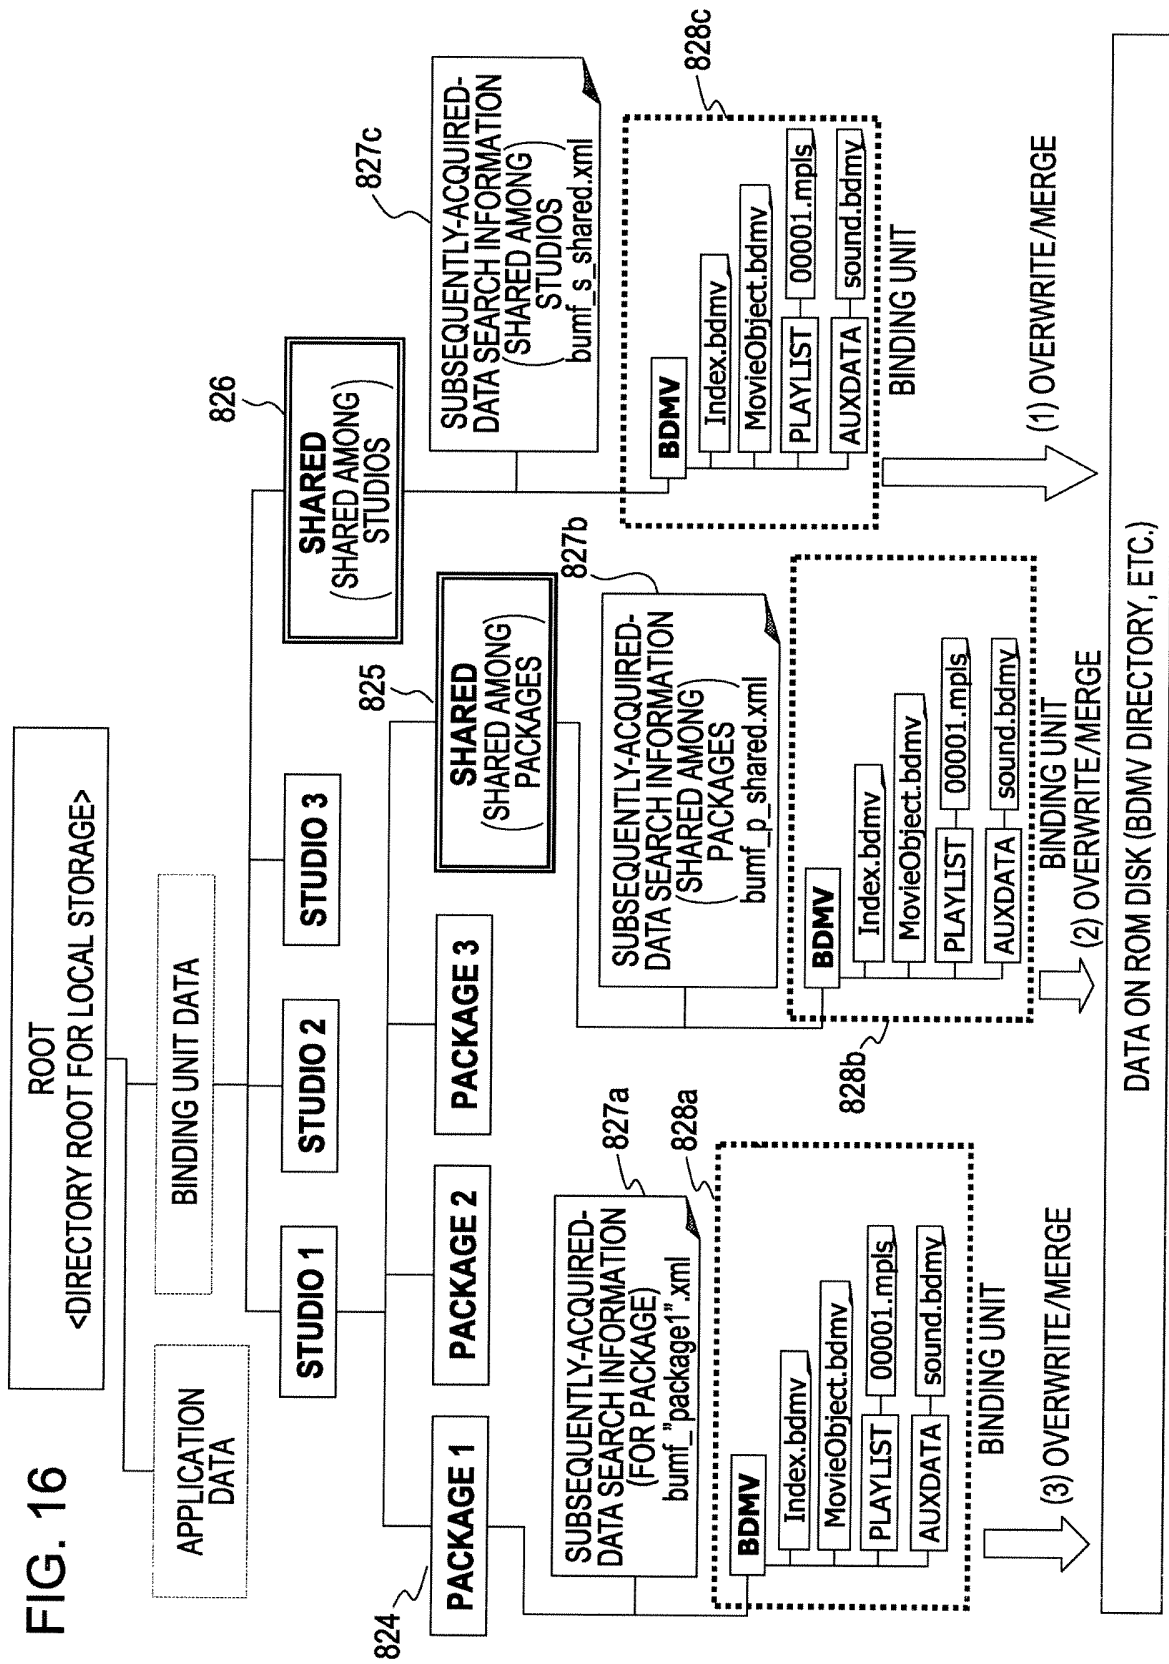 FIG. 16
ROOT
<DIRECTORY ROOT FOR LOCAL STORAGE>
APPLICATION
DATA
BINDING UNIT DATA
STUDIO 1
STUDIO 2
STUDIO 3
826
SHARED
(SHARED AMONG
STUDIOS)
824
PACKAGE 1
PACKAGE 2
PACKAGE 3
825
SHARED
(SHARED AMONG
PACKAGES)
827c
SUBSEQUENTLY-ACQUIRED-
DATA SEARCH INFORMATION
(SHARED AMONG
STUDIOS)
bumf_s_shared.xml
827a
SUBSEQUENTLY-ACQUIRED-
DATA SEARCH INFORMATION
(FOR PACKAGE)
bumf_"package1".xml
827b
SUBSEQUENTLY-ACQUIRED-
DATA SEARCH INFORMATION
(SHARED AMONG
PACKAGES)
bumf_p_shared.xml
828c
BDMV
Index.bdmv
MovieObject.bdmv
PLAYLIST
00001.mpls
AUXDATA
sound.bdmv
BINDING UNIT
(1) OVERWRITE/MERGE
828a
BDMV
Index.bdmv
MovieObject.bdmv
PLAYLIST
00001.mpls
AUXDATA
sound.bdmv
BINDING UNIT
(3) OVERWRITE/MERGE
828b
BDMV
Index.bdmv
MovieObject.bdmv
PLAYLIST
00001.mpls
AUXDATA
sound.bdmv
BINDING UNIT
(2) OVERWRITE/MERGE
DATA ON ROM DISK (BDMV DIRECTORY, ETC.)